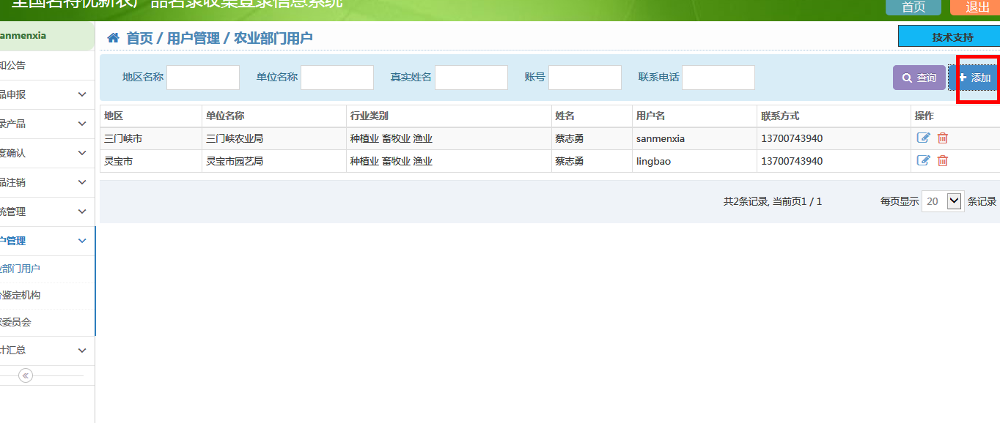 全国名特优新农产品名录收集登录信息系统
首页 退出
anmenxia
首页 / 用户管理 / 农业部门用户
技术支持
知公告
地区名称 单位名称 真实姓名 账号 联系电话 查询 添加
品申报
地区 单位名称 行业类别 姓名 用户名 联系方式 操作
录产品
三门峡市 三门峡农业局 种植业 畜牧业 渔业 蔡志勇 sanmenxia 13700743940
度确认
灵宝市 灵宝市园艺局 种植业 畜牧业 渔业 蔡志勇 lingbao 13700743940
品注销
共2条记录, 当前页1 / 1 每页显示 20 条记录
统管理
户管理
业部门用户
价鉴定机构
家委员会
计汇总